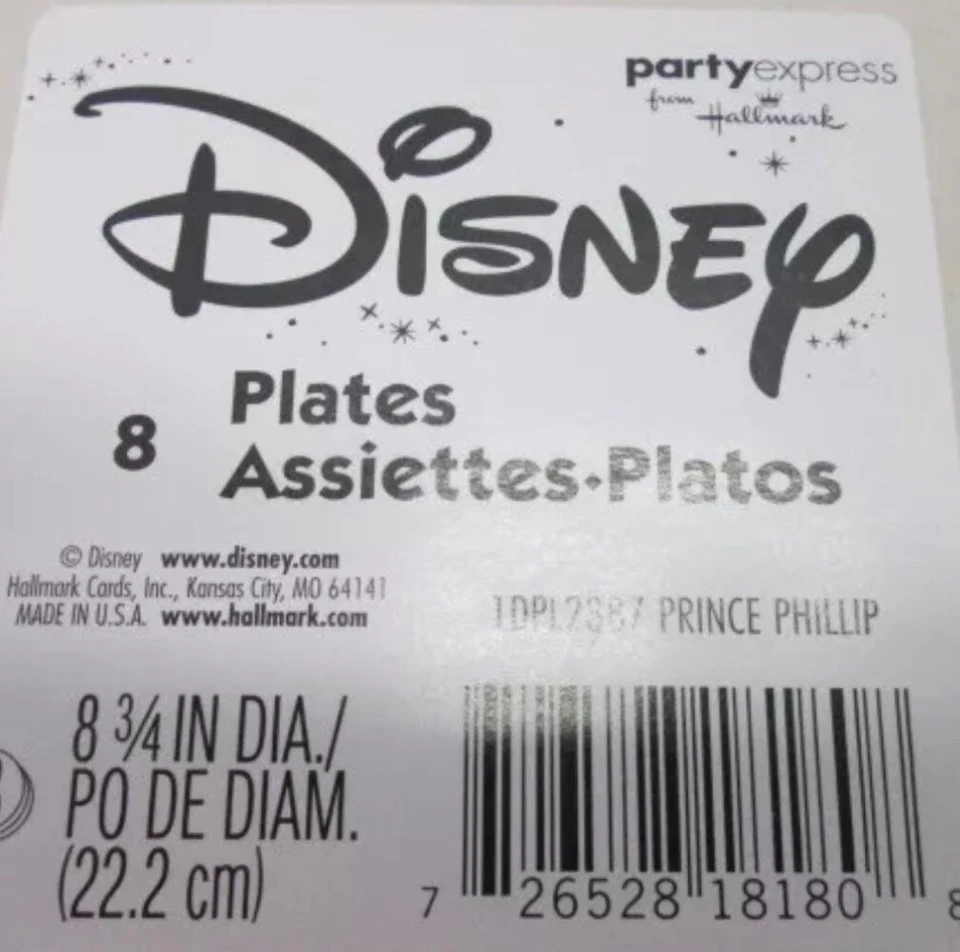 partyexpress
from Hallmark
Disney
8 Plates
Assiettes•Platos
© Disney www.disney.com
Hallmark Cards, Inc., Kansas City, MO 64141
MADE IN U.S.A. www.hallmark.com
1DPL2387 PRINCE PHILLIP
8 3/4 IN DIA./
PO DE DIAM.
(22.2 cm)
7 26528 18180 8